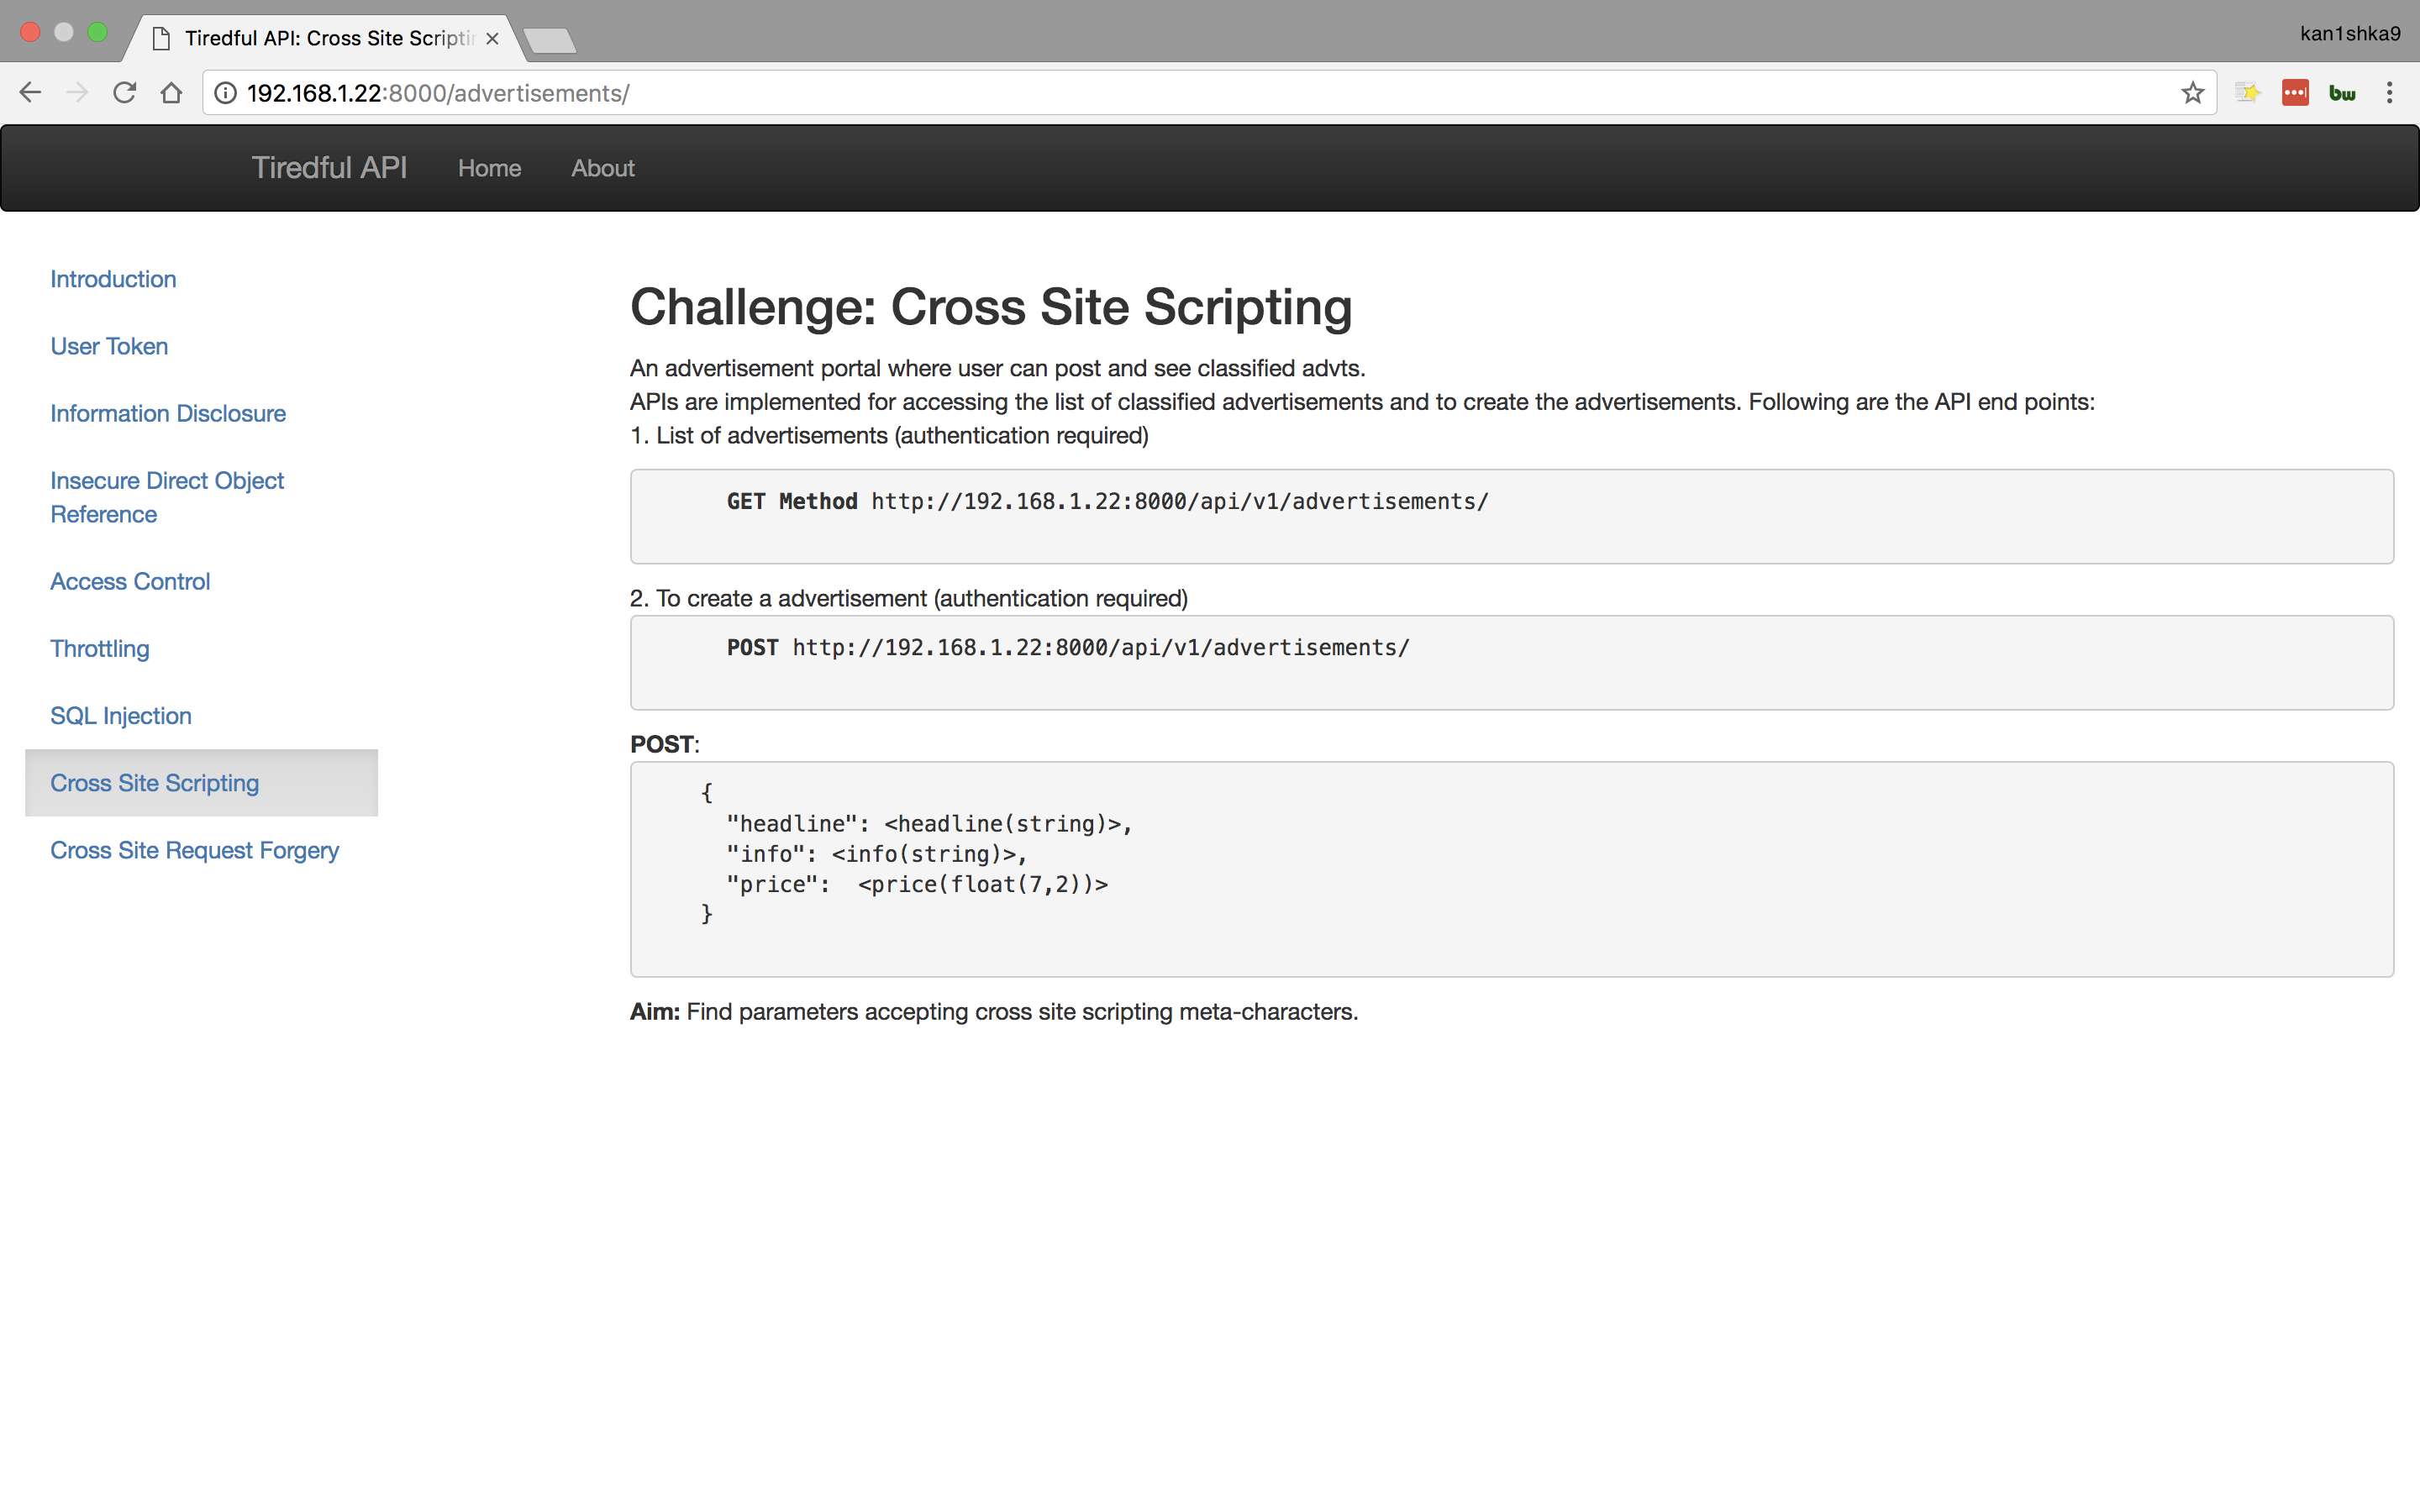 Tiredful API: Cross Site Scriptin
kan1shka9
192.168.1.22:8000/advertisements/
bw
Tiredful API Home About
Introduction
User Token
Information Disclosure
Insecure Direct Object
Reference
Access Control
Throttling
SQL Injection
Cross Site Scripting
Cross Site Request Forgery
Challenge: Cross Site Scripting
An advertisement portal where user can post and see classified advts.
APIs are implemented for accessing the list of classified advertisements and to create the advertisements. Following are the API end points:
1. List of advertisements (authentication required)
GET Method http://192.168.1.22:8000/api/v1/advertisements/
2. To create a advertisement (authentication required)
POST http://192.168.1.22:8000/api/v1/advertisements/
POST:
{
"headline": <headline(string)>,
"info": <info(string)>,
"price":  <price(float(7,2))>
}
Aim: Find parameters accepting cross site scripting meta-characters.